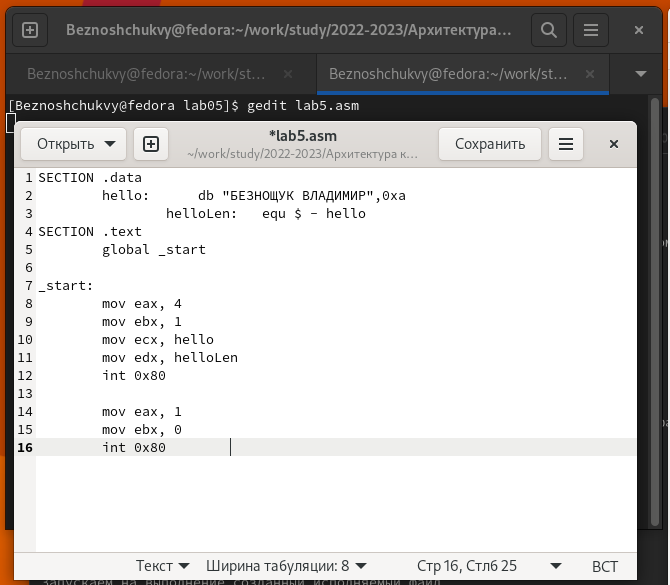 Beznoshchukvy@fedora:~/work/study/2022-2023/Архитектура...
Beznoshchukvy@fedora:~/work/st...
Beznoshchukvy@fedora:~/work/st...
[Beznoshchukvy@fedora lab05]$ gedit lab5.asm
Открыть
*lab5.asm
~/work/study/2022-2023/Архитектура к...
Сохранить
1 SECTION .data
2 hello: db "БЕЗНОЩУК ВЛАДИМИР",0xa
3 helloLen: equ $ - hello
4 SECTION .text
5 global _start
6
7 _start:
8 mov eax, 4
9 mov ebx, 1
10 mov ecx, hello
11 mov edx, helloLen
12 int 0x80
13
14 mov eax, 1
15 mov ebx, 0
16 int 0x80
Текст
Ширина табуляции: 8
Стр 16, Стлб 25
ВСТ